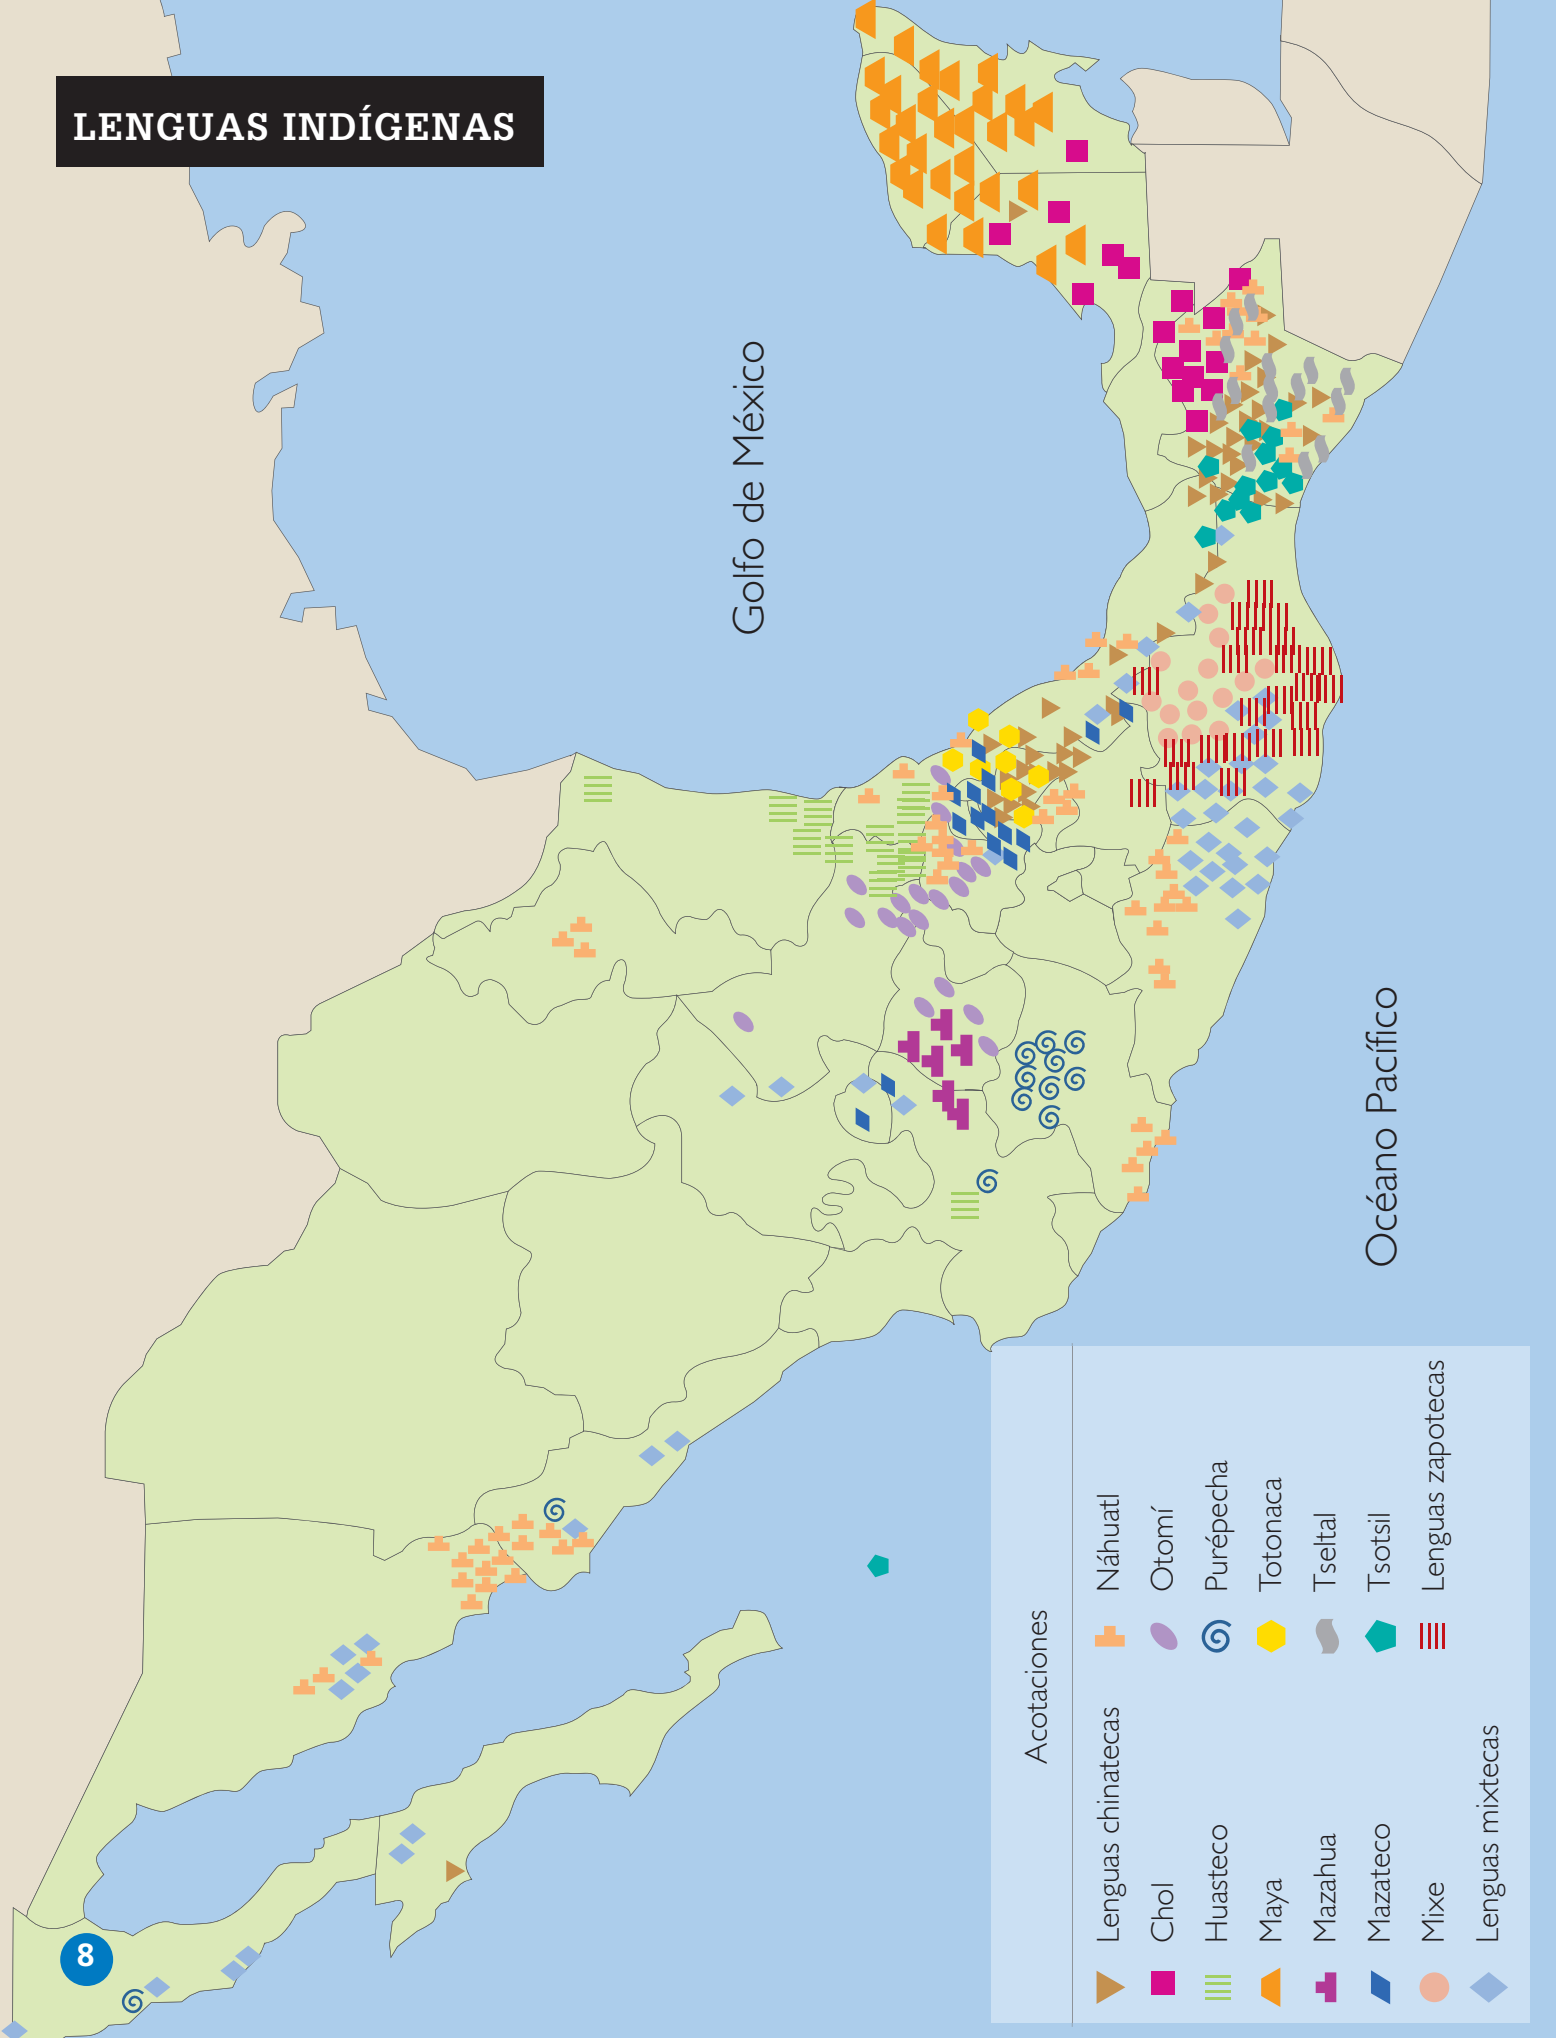 LENGUAS INDÍGENAS
Golfo de México
Océano Pacífico
Acotaciones
Lenguas chinatecas
Chol
Huasteco
Maya
Mazahua
Mazateco
Mixe
Lenguas mixtecas
Náhuatl
Otomí
Purépecha
Totonaca
Tseltal
Tsotsil
Lenguas zapotecas
8